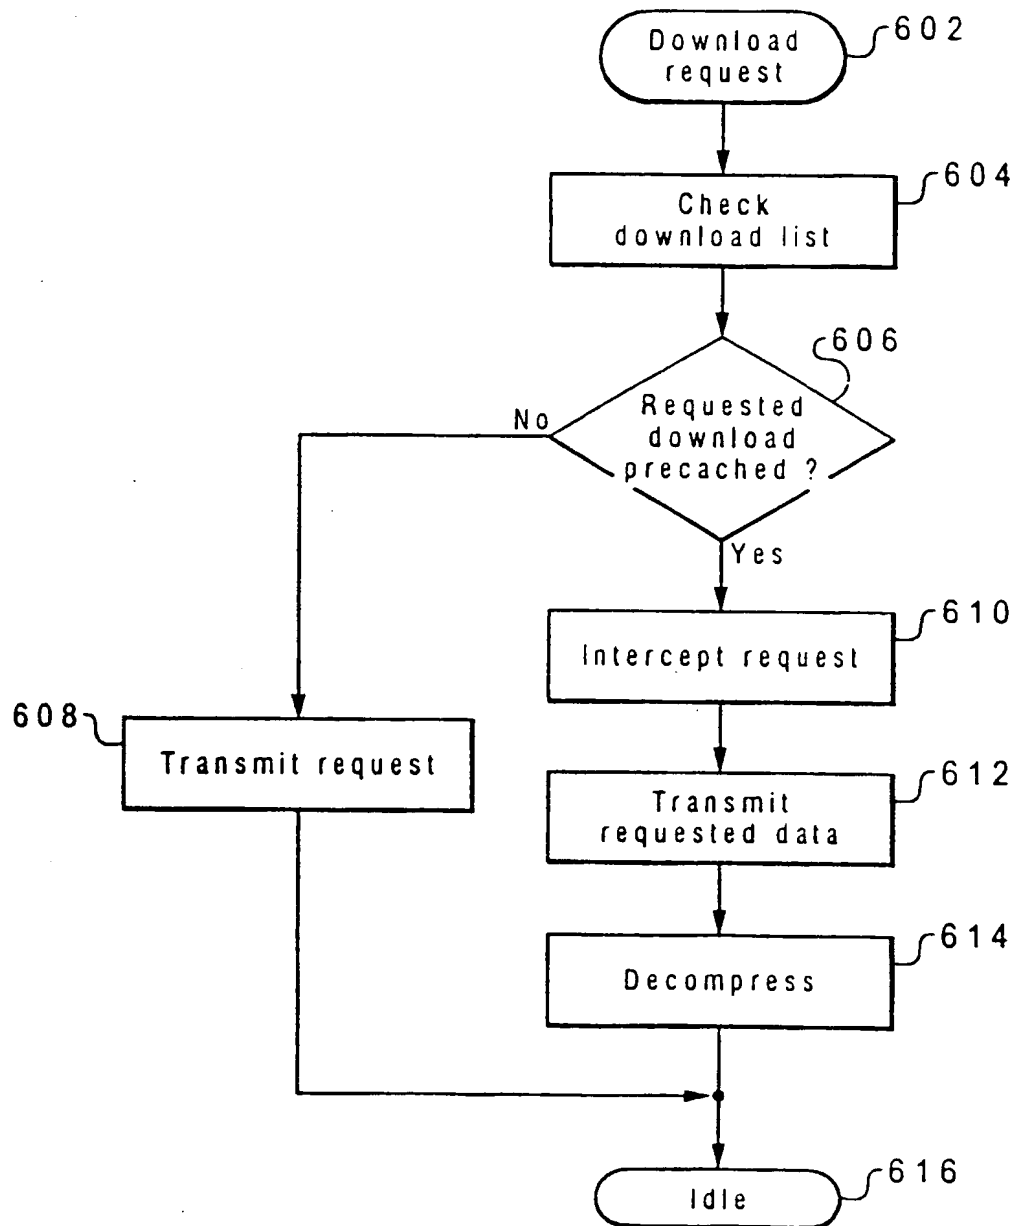 Download
request
602
Check
download list
604
606
Requested
download
precached ?
No
Yes
Intercept request
610
608
Transmit request
Transmit
requested data
612
Decompress
614
Idle
616